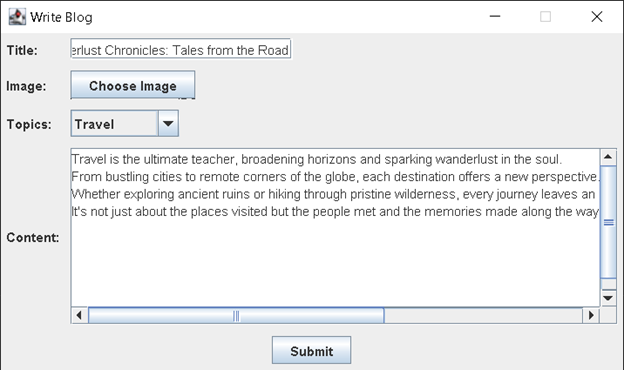 Write Blog
Title: erlust Chronicles: Tales from the Road
Image: Choose Image
Topics: Travel
Travel is the ultimate teacher, broadening horizons and sparking wanderlust in the soul.
From bustling cities to remote corners of the globe, each destination offers a new perspective.
Whether exploring ancient ruins or hiking through pristine wilderness, every journey leaves an
It's not just about the places visited but the people met and the memories made along the way
Content:
Submit